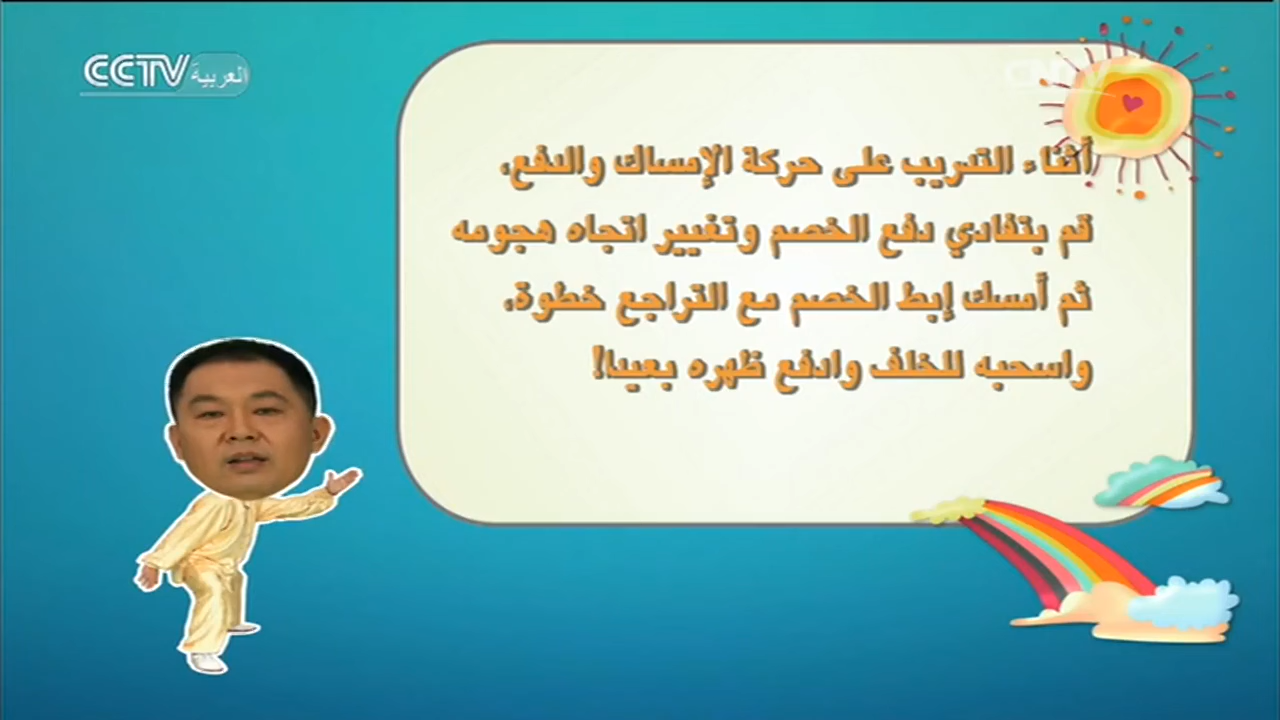 CCTV العربية
أثناء التدريب على حركة الإمساك والدفع،
قم بتفادي دفع الخصم وتغيير اتجاه هجومه
ثم أمسك إبط الخصم مع التراجع خطوة،
واسحبه للخلف وادفع ظهره بعيدا!